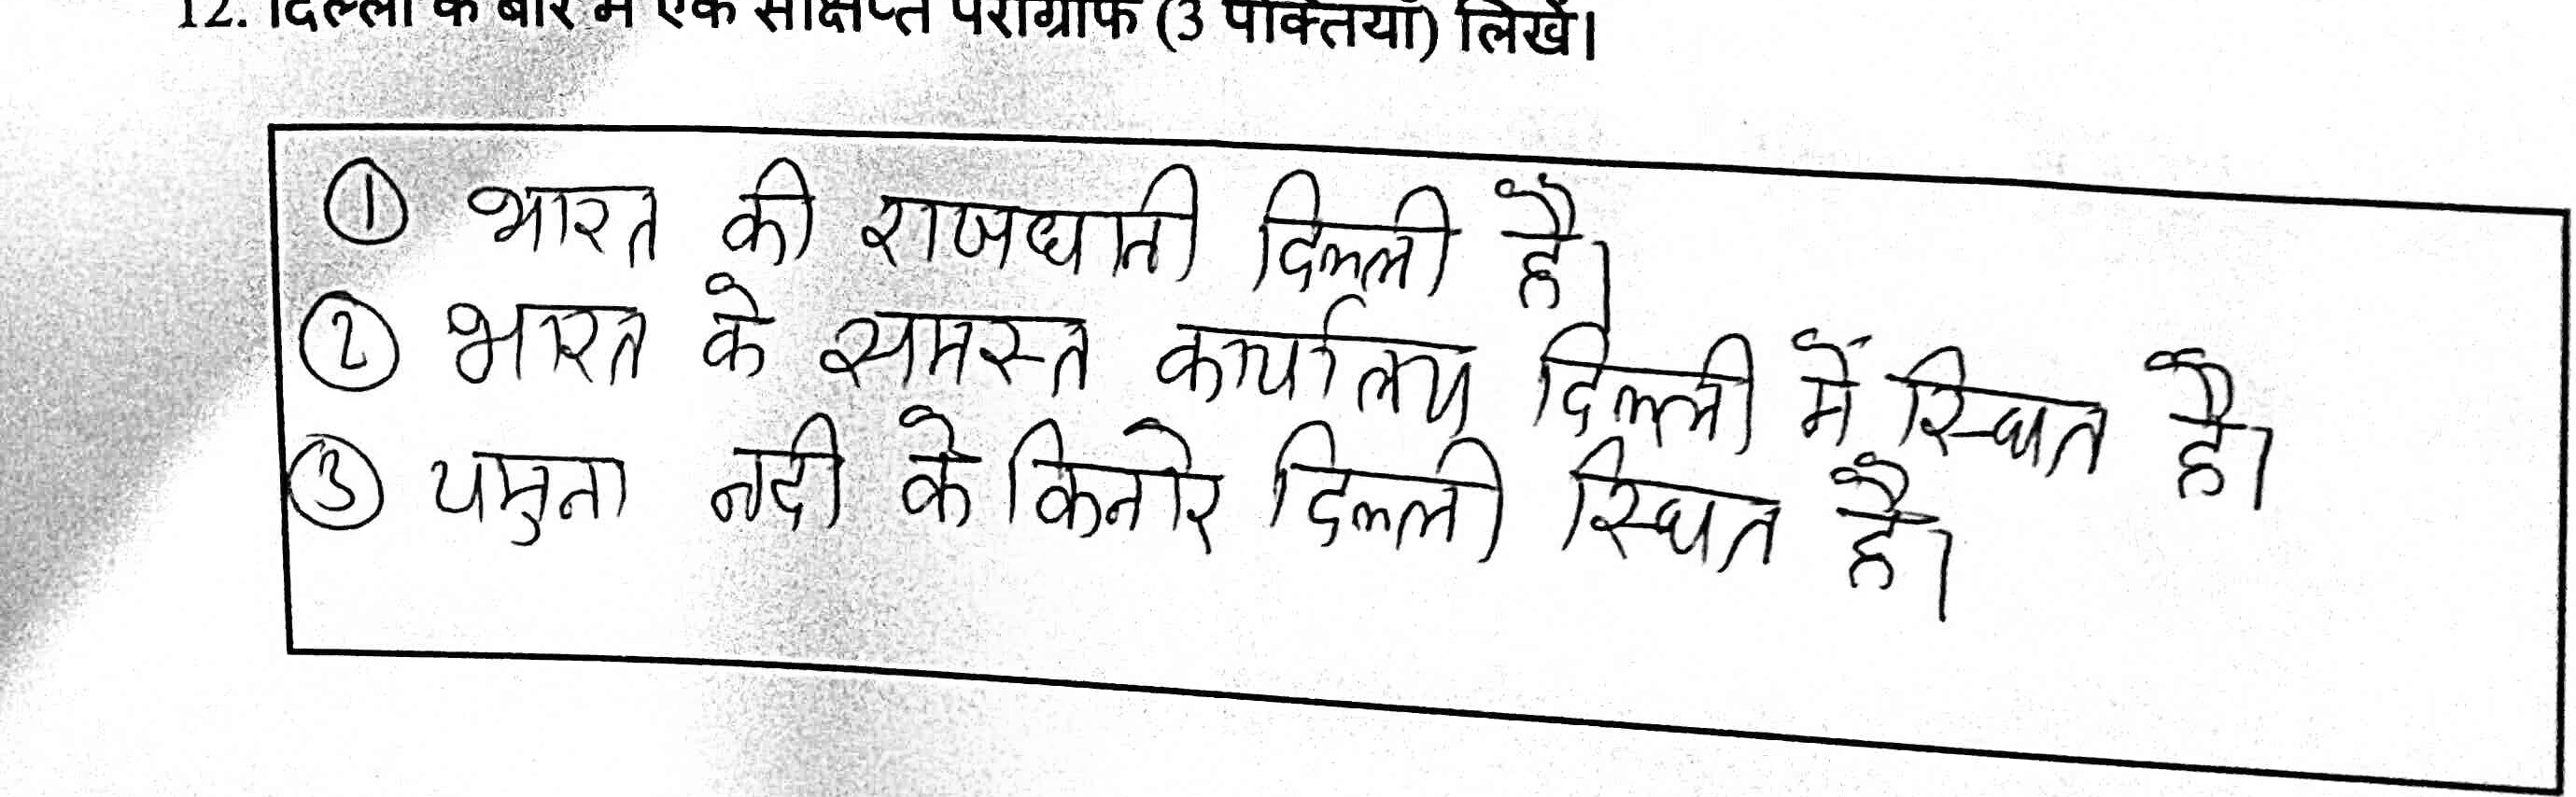 12. दिल्ली के बारे में एक संक्षिप्त पैराग्राफ (3 पंक्तियाँ) लिखें।
① भारत की राजधानी दिल्ली है।
② भारत के समस्त कार्यालय दिल्ली में स्थित है।
③ यमुना नदी के किनारे दिल्ली स्थित है।